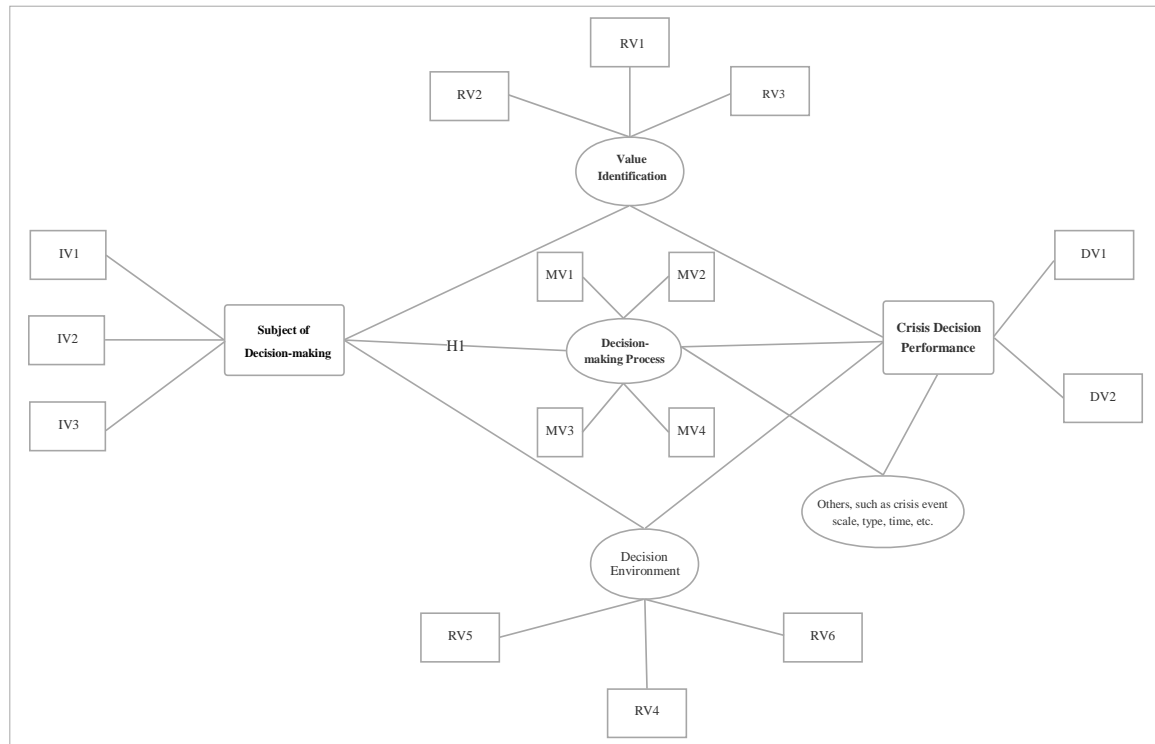 RV1
RV2
RV3
Value
Identification
IV1
IV2
IV3
Subject of
Decision-making
H1
MV1
MV2
Decision-
making Process
MV3
MV4
Crisis Decision
Performance
DV1
DV2
Others, such as crisis event
scale, type, time, etc.
Decision
Environment
RV5
RV6
RV4